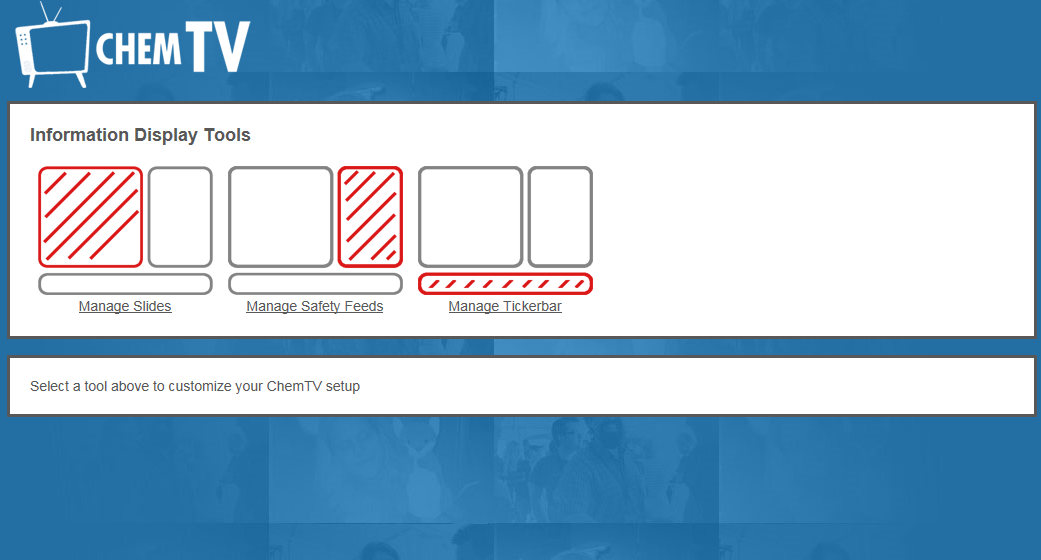 CHEM TV
Information Display Tools
Manage Slides
Manage Safety Feeds
Manage Tickerbar
Select a tool above to customize your ChemTV setup